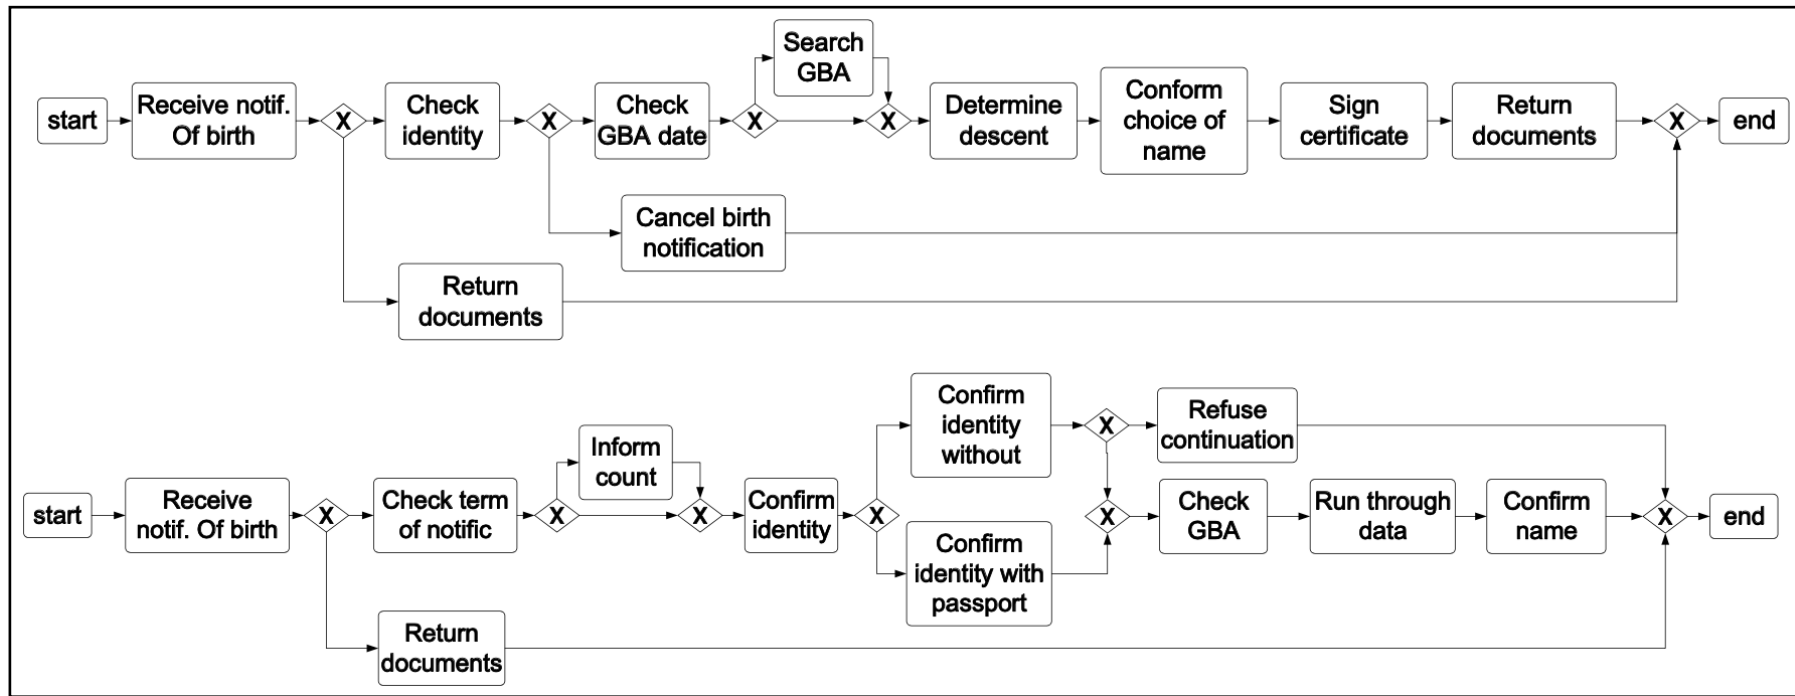 start
Receive notif.
Of birth
X
Check
identity
X
Check
GBA date
X
Search
GBA
X
Determine
descent
Conform
choice of
name
Sign
certificate
Return
documents
X
end
Cancel birth
notification
Return
documents
start
Receive
notif. Of birth
X
Check term
of notific
X
Inform
count
X
Confirm
identity
X
Confirm
identity
without
X
Refuse
continuation
Confirm
identity with
passport
X
Check
GBA
Run through
data
Confirm
name
X
end
Return
documents